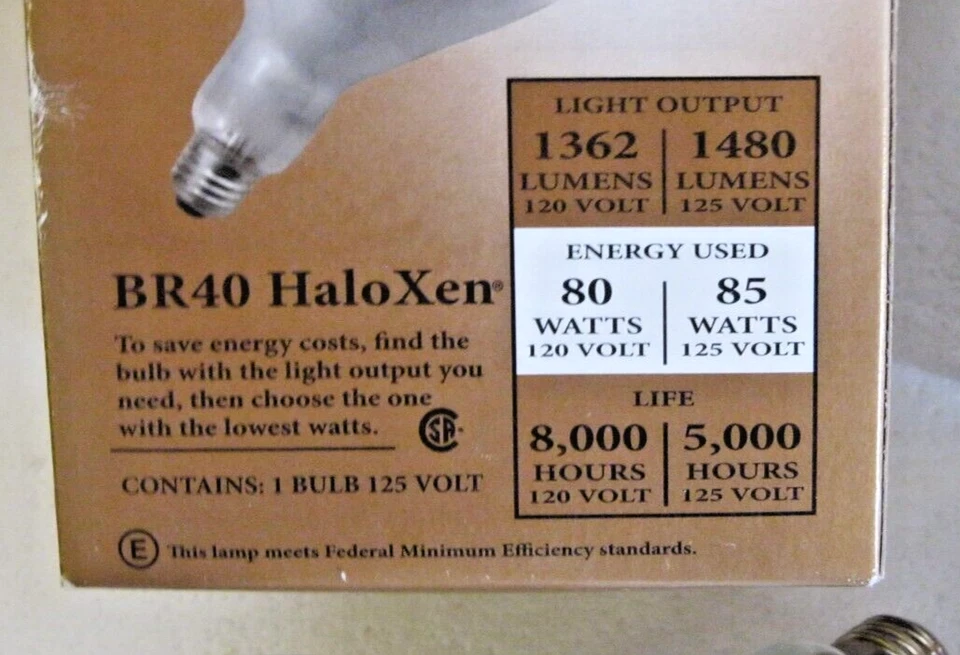 LIGHT OUTPUT
1362 1480
LUMENS LUMENS
120 VOLT 125 VOLT
ENERGY USED
80 85
WATTS WATTS
120 VOLT 125 VOLT
LIFE
8,000 5,000
HOURS HOURS
120 VOLT 125 VOLT
BR40 HaloXen®
To save energy costs, find the
bulb with the light output you
need, then choose the one
with the lowest watts.
CSA
CONTAINS: 1 BULB 125 VOLT
E This lamp meets Federal Minimum Efficiency standards.